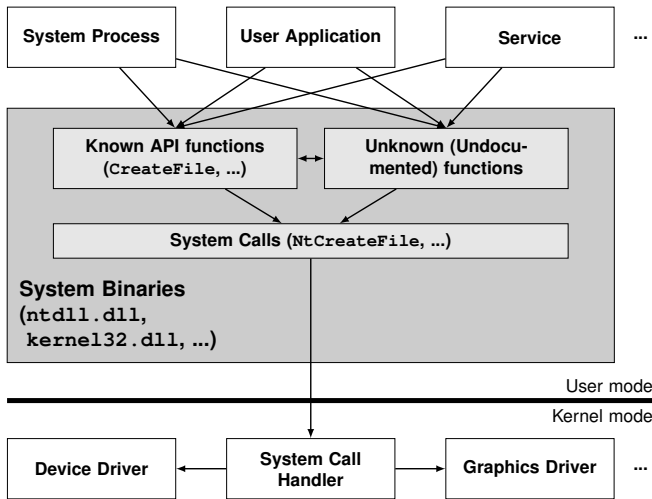 System Process
User Application
Service
...
Known API functions
(CreateFile, ...)
Unknown (Undocu-
mented) functions
System Calls (NtCreateFile, ...)
System Binaries
(ntdll.dll,
kernel32.dll, ...)
User mode
Kernel mode
Device Driver
System Call
Handler
Graphics Driver
...